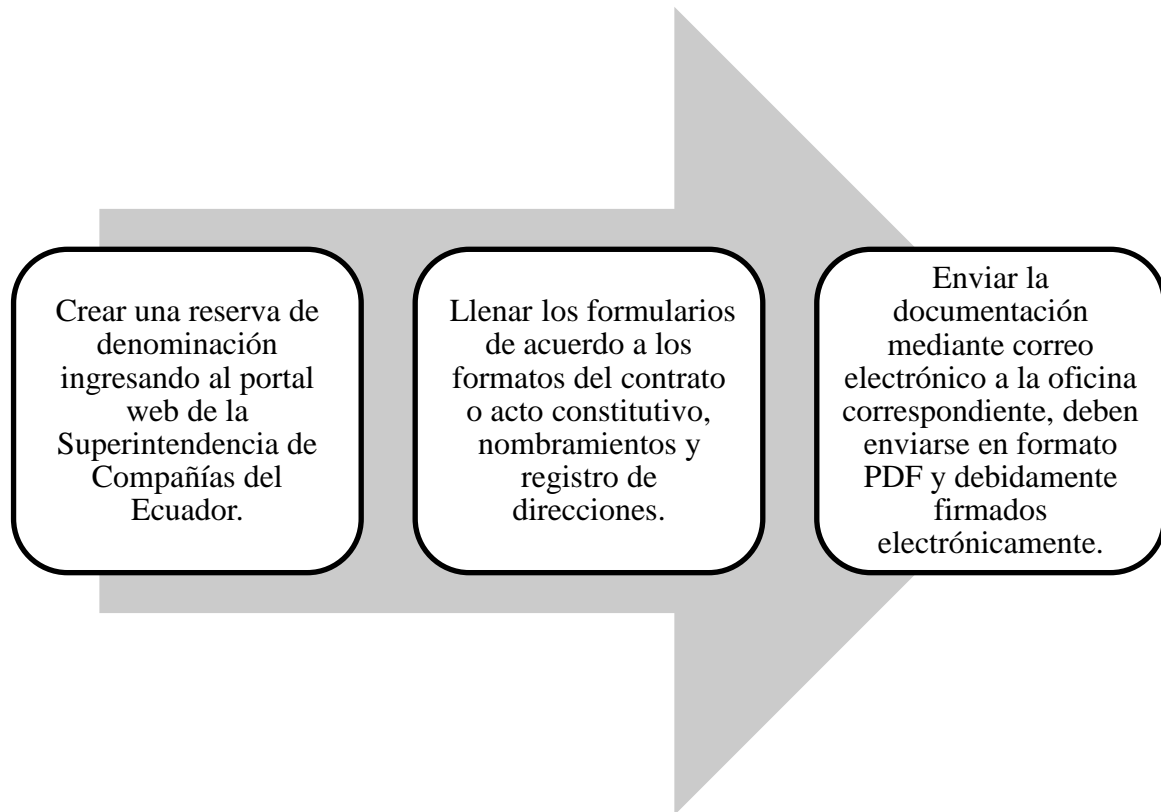 Crear una reserva de
denominación
ingresando al portal
web de la
Superintendencia de
Compañías del
Ecuador.
Llenar los formularios
de acuerdo a los
formatos del contrato
o acto constitutivo,
nombramientos y
registro de
direcciones.
Enviar la
documentación
mediante correo
electrónico a la oficina
correspondiente, deben
enviarse en formato
PDF y debidamente
firmados
electrónicamente.